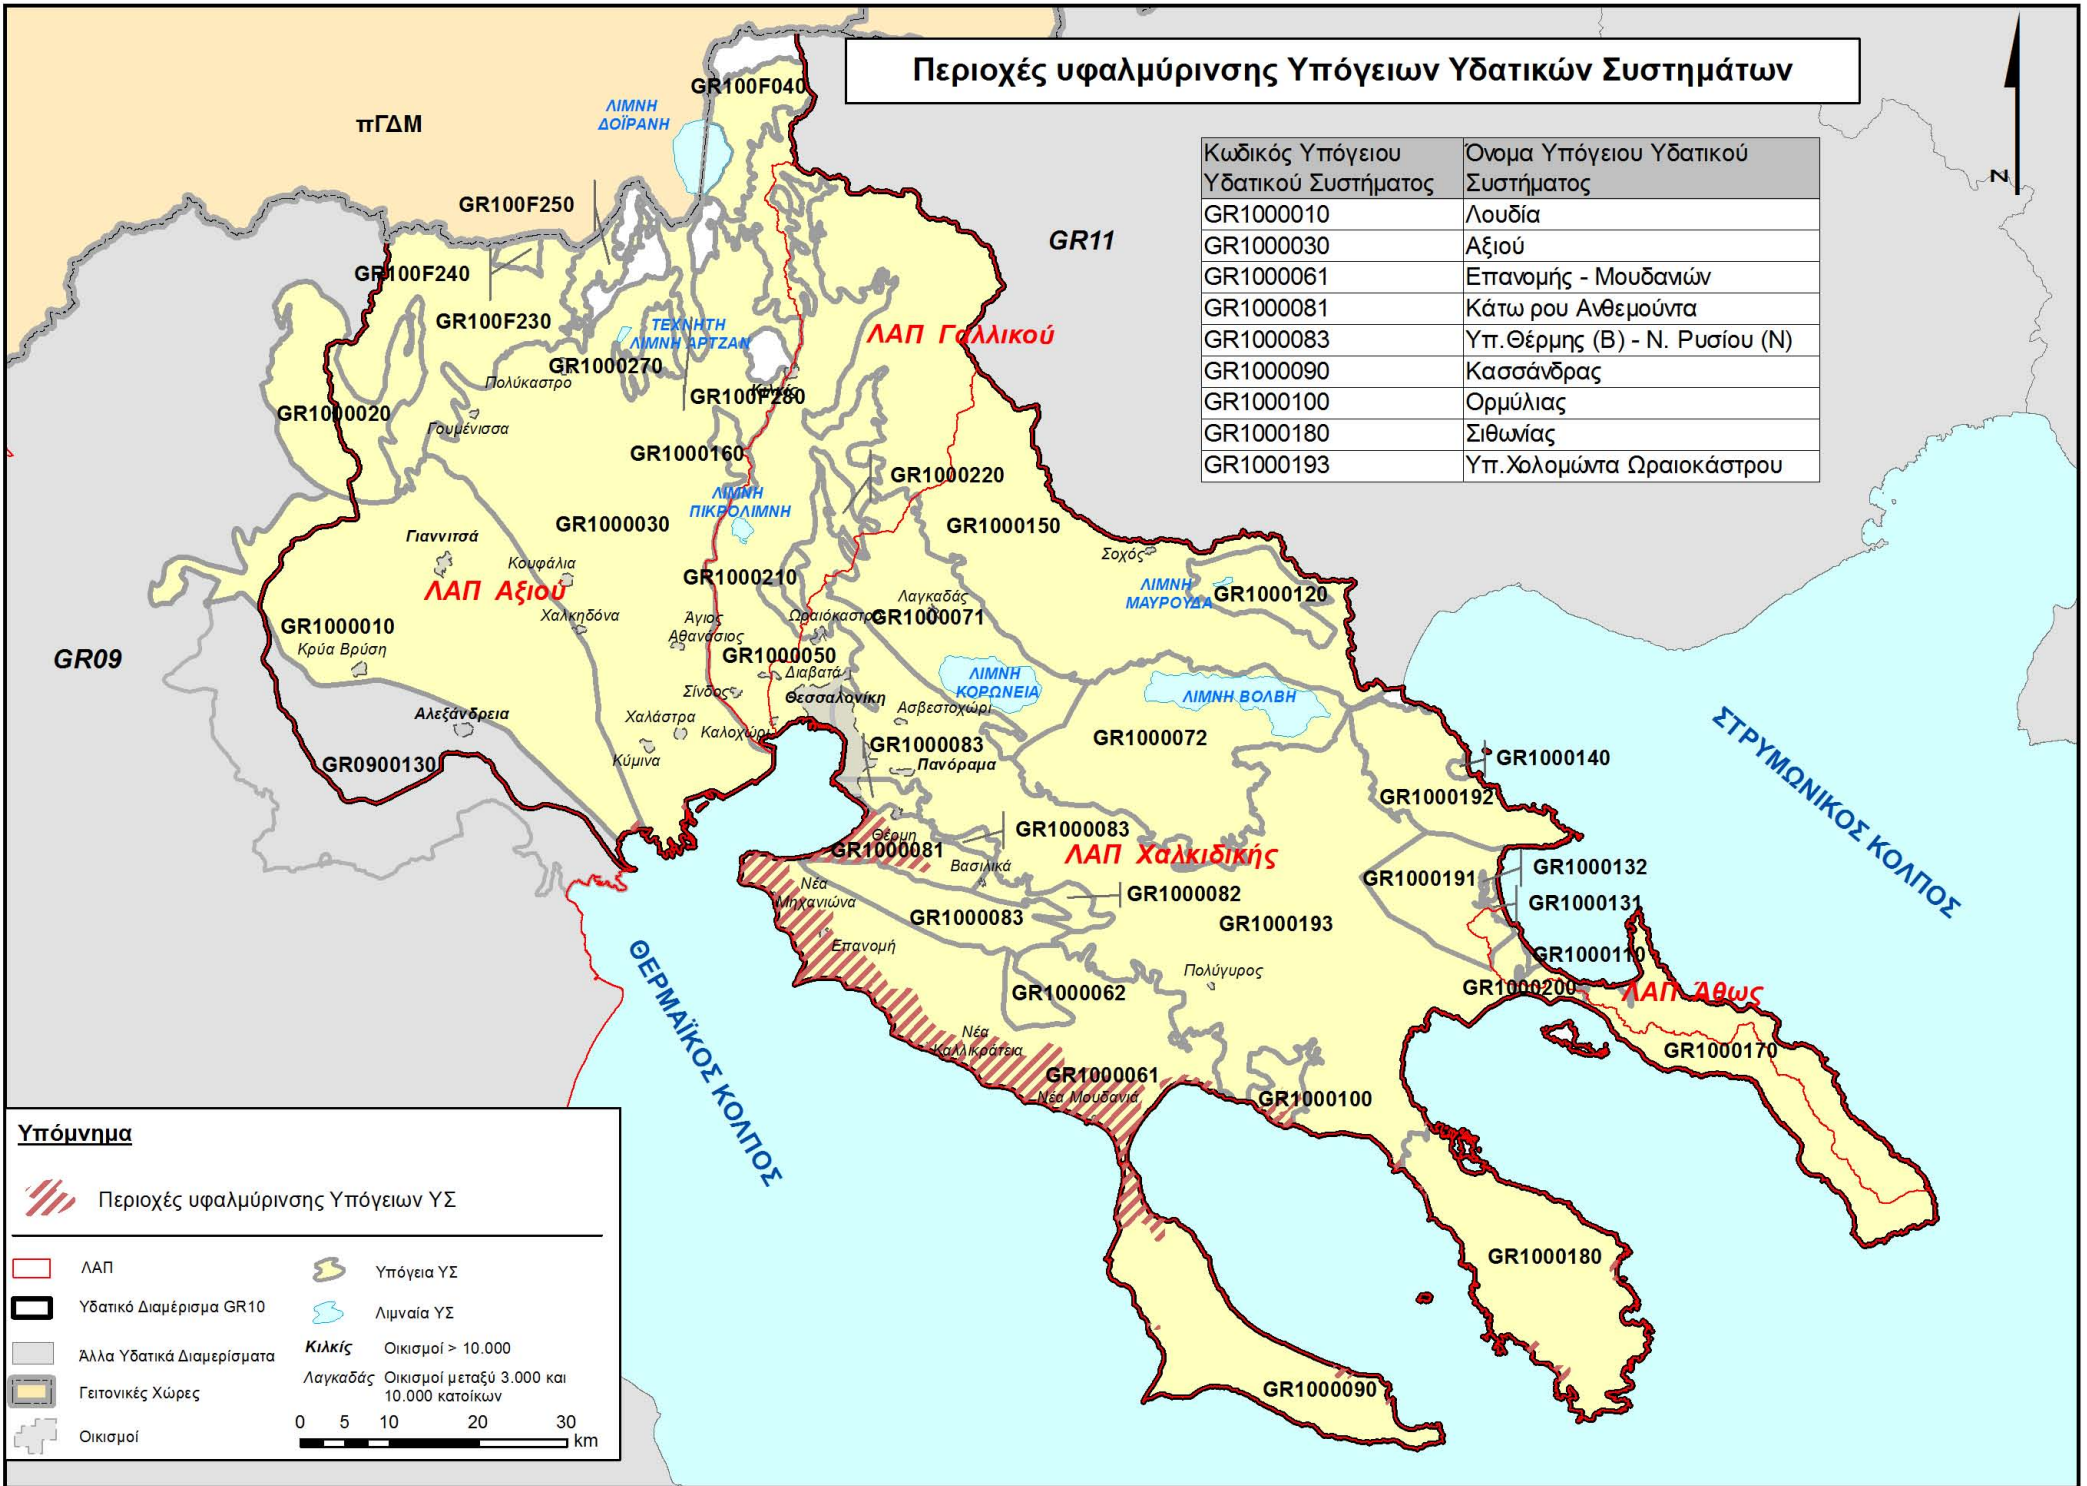 Περιοχές υφαλμύρινσης Υπόγειων Υδατικών Συστημάτων
Κωδικός Υπόγειου Υδατικού Συστήματος
Όνομα Υπόγειου Υδατικού Συστήματος
GR1000010 Λουδία
GR1000030 Αξιού
GR1000061 Επανομής - Μουδανιών
GR1000081 Κάτω ρου Ανθεμούντα
GR1000083 Υπ.Θέρμης (Β) - Ν. Ρυσίου (Ν)
GR1000090 Κασσάνδρας
GR1000100 Ορμύλιας
GR1000180 Σιθωνίας
GR1000193 Υπ.Χολομώντα Ωραιοκάστρου
N
πΓΔΜ
ΛΙΜΝΗ
ΔΟΪΡΑΝΗ
GR100F040
GR100F250
GR11
GR100F240
GR100F230
ΤΕΧΝΗΤΗ
ΛΙΜΝΗ ΑΡΤΖΑΝ
ΛΑΠ Γαλλικού
GR1000270
Πολύκαστρο
Κιλκίς
GR100F280
GR1000020
Γουμένισσα
GR1000160
GR1000220
ΛΙΜΝΗ
ΠΙΚΡΟΛΙΜΝΗ
GR1000030
GR1000150
Γιαννιτσά
Κουφάλια
Σοχός
ΛΑΠ Αξιού
GR1000210
Λαγκαδάς
ΛΙΜΝΗ
ΜΑΥΡΟΥΔΑ
GR1000120
Χαλκηδόνα
Άγιος
Αθανάσιος
Ωραιόκαστρο
GR1000071
GR1000010
Κρύα Βρύση
GR09
GR1000050
Διαβατά
ΛΙΜΝΗ
ΚΟΡΩΝΕΙΑ
ΛΙΜΝΗ ΒΟΛΒΗ
Σίνδος
Θεσσαλονίκη
Ασβεστοχώρι
Αλεξάνδρεια
Χαλάστρα
Καλοχώρι
GR1000083
GR1000072
ΣΤΡΥΜΩΝΙΚΟΣ ΚΟΛΠΟΣ
GR0900130
Κύμινα
Πανόραμα
GR1000140
GR1000192
Θέρμη
GR1000083
GR1000081
ΛΑΠ Χαλκιδικής
Βασιλικά
GR1000132
GR1000191
Νέα
Μηχανιώνα
GR1000082
GR1000131
GR1000083
GR1000193
Επανομή
GR1000110
Πολύγυρος
GR1000062
GR1000200
ΛΑΠ Άθως
ΘΕΡΜΑΪΚΟΣ ΚΟΛΠΟΣ
Νέα
Καλλικράτεια
GR1000170
GR1000061
Νέα Μουδανιά
GR1000100
GR1000180
GR1000090
Υπόμνημα
Περιοχές υφαλμύρινσης Υπόγειων ΥΣ
ΛΑΠ
Υδατικό Διαμέρισμα GR10
Άλλα Υδατικά Διαμερίσματα
Γειτονικές Χώρες
Οικισμοί
Υπόγεια ΥΣ
Λιμναία ΥΣ
Κιλκίς Οικισμοί > 10.000
Λαγκαδάς Οικισμοί μεταξύ 3.000 και
10.000 κατοίκων
0 5 10 20 30
km